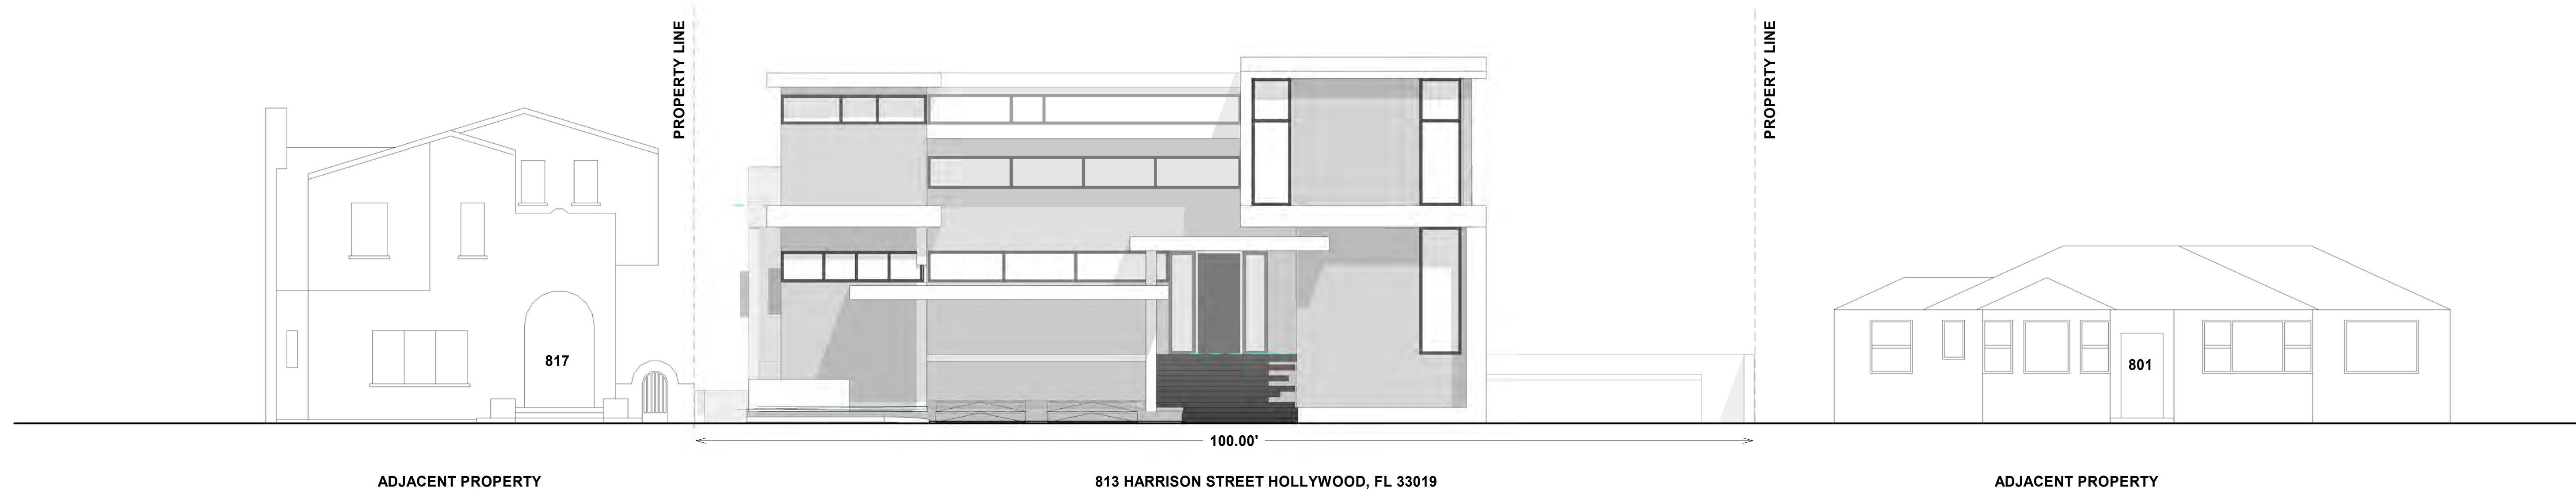 PROPERTY LINE
PROPERTY LINE
817
801
100.00'
ADJACENT PROPERTY
813 HARRISON STREET HOLLYWOOD, FL 33019
ADJACENT PROPERTY